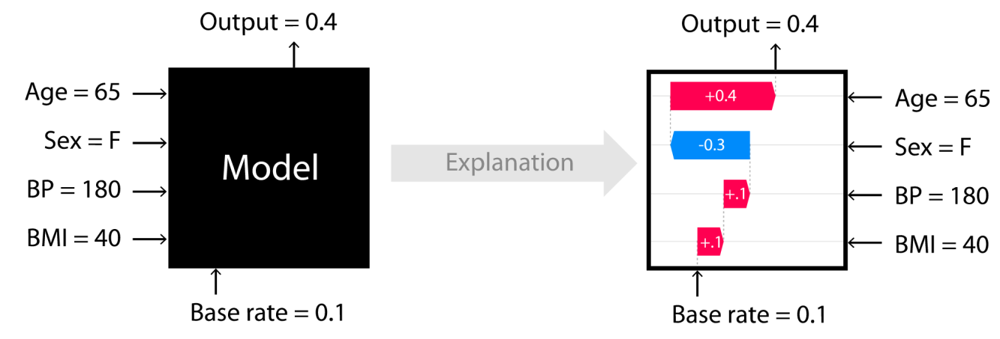 Output = 0.4
Age = 65
Sex = F
BP = 180
BMI = 40
Model
Base rate = 0.1
Explanation
Output = 0.4
+0.4
Age = 65
-0.3
Sex = F
+.1
BP = 180
+.1
BMI = 40
Base rate = 0.1